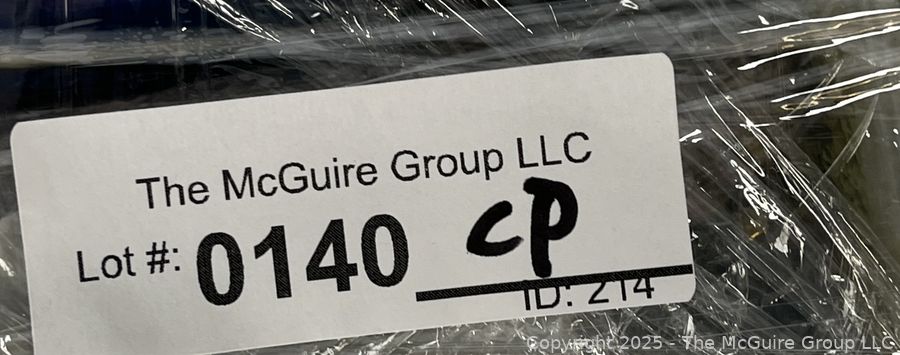 The McGuire Group LLC
Lot #: 0140 CP
ID: 214
Copyright 2025 - The McGuire Group LLC